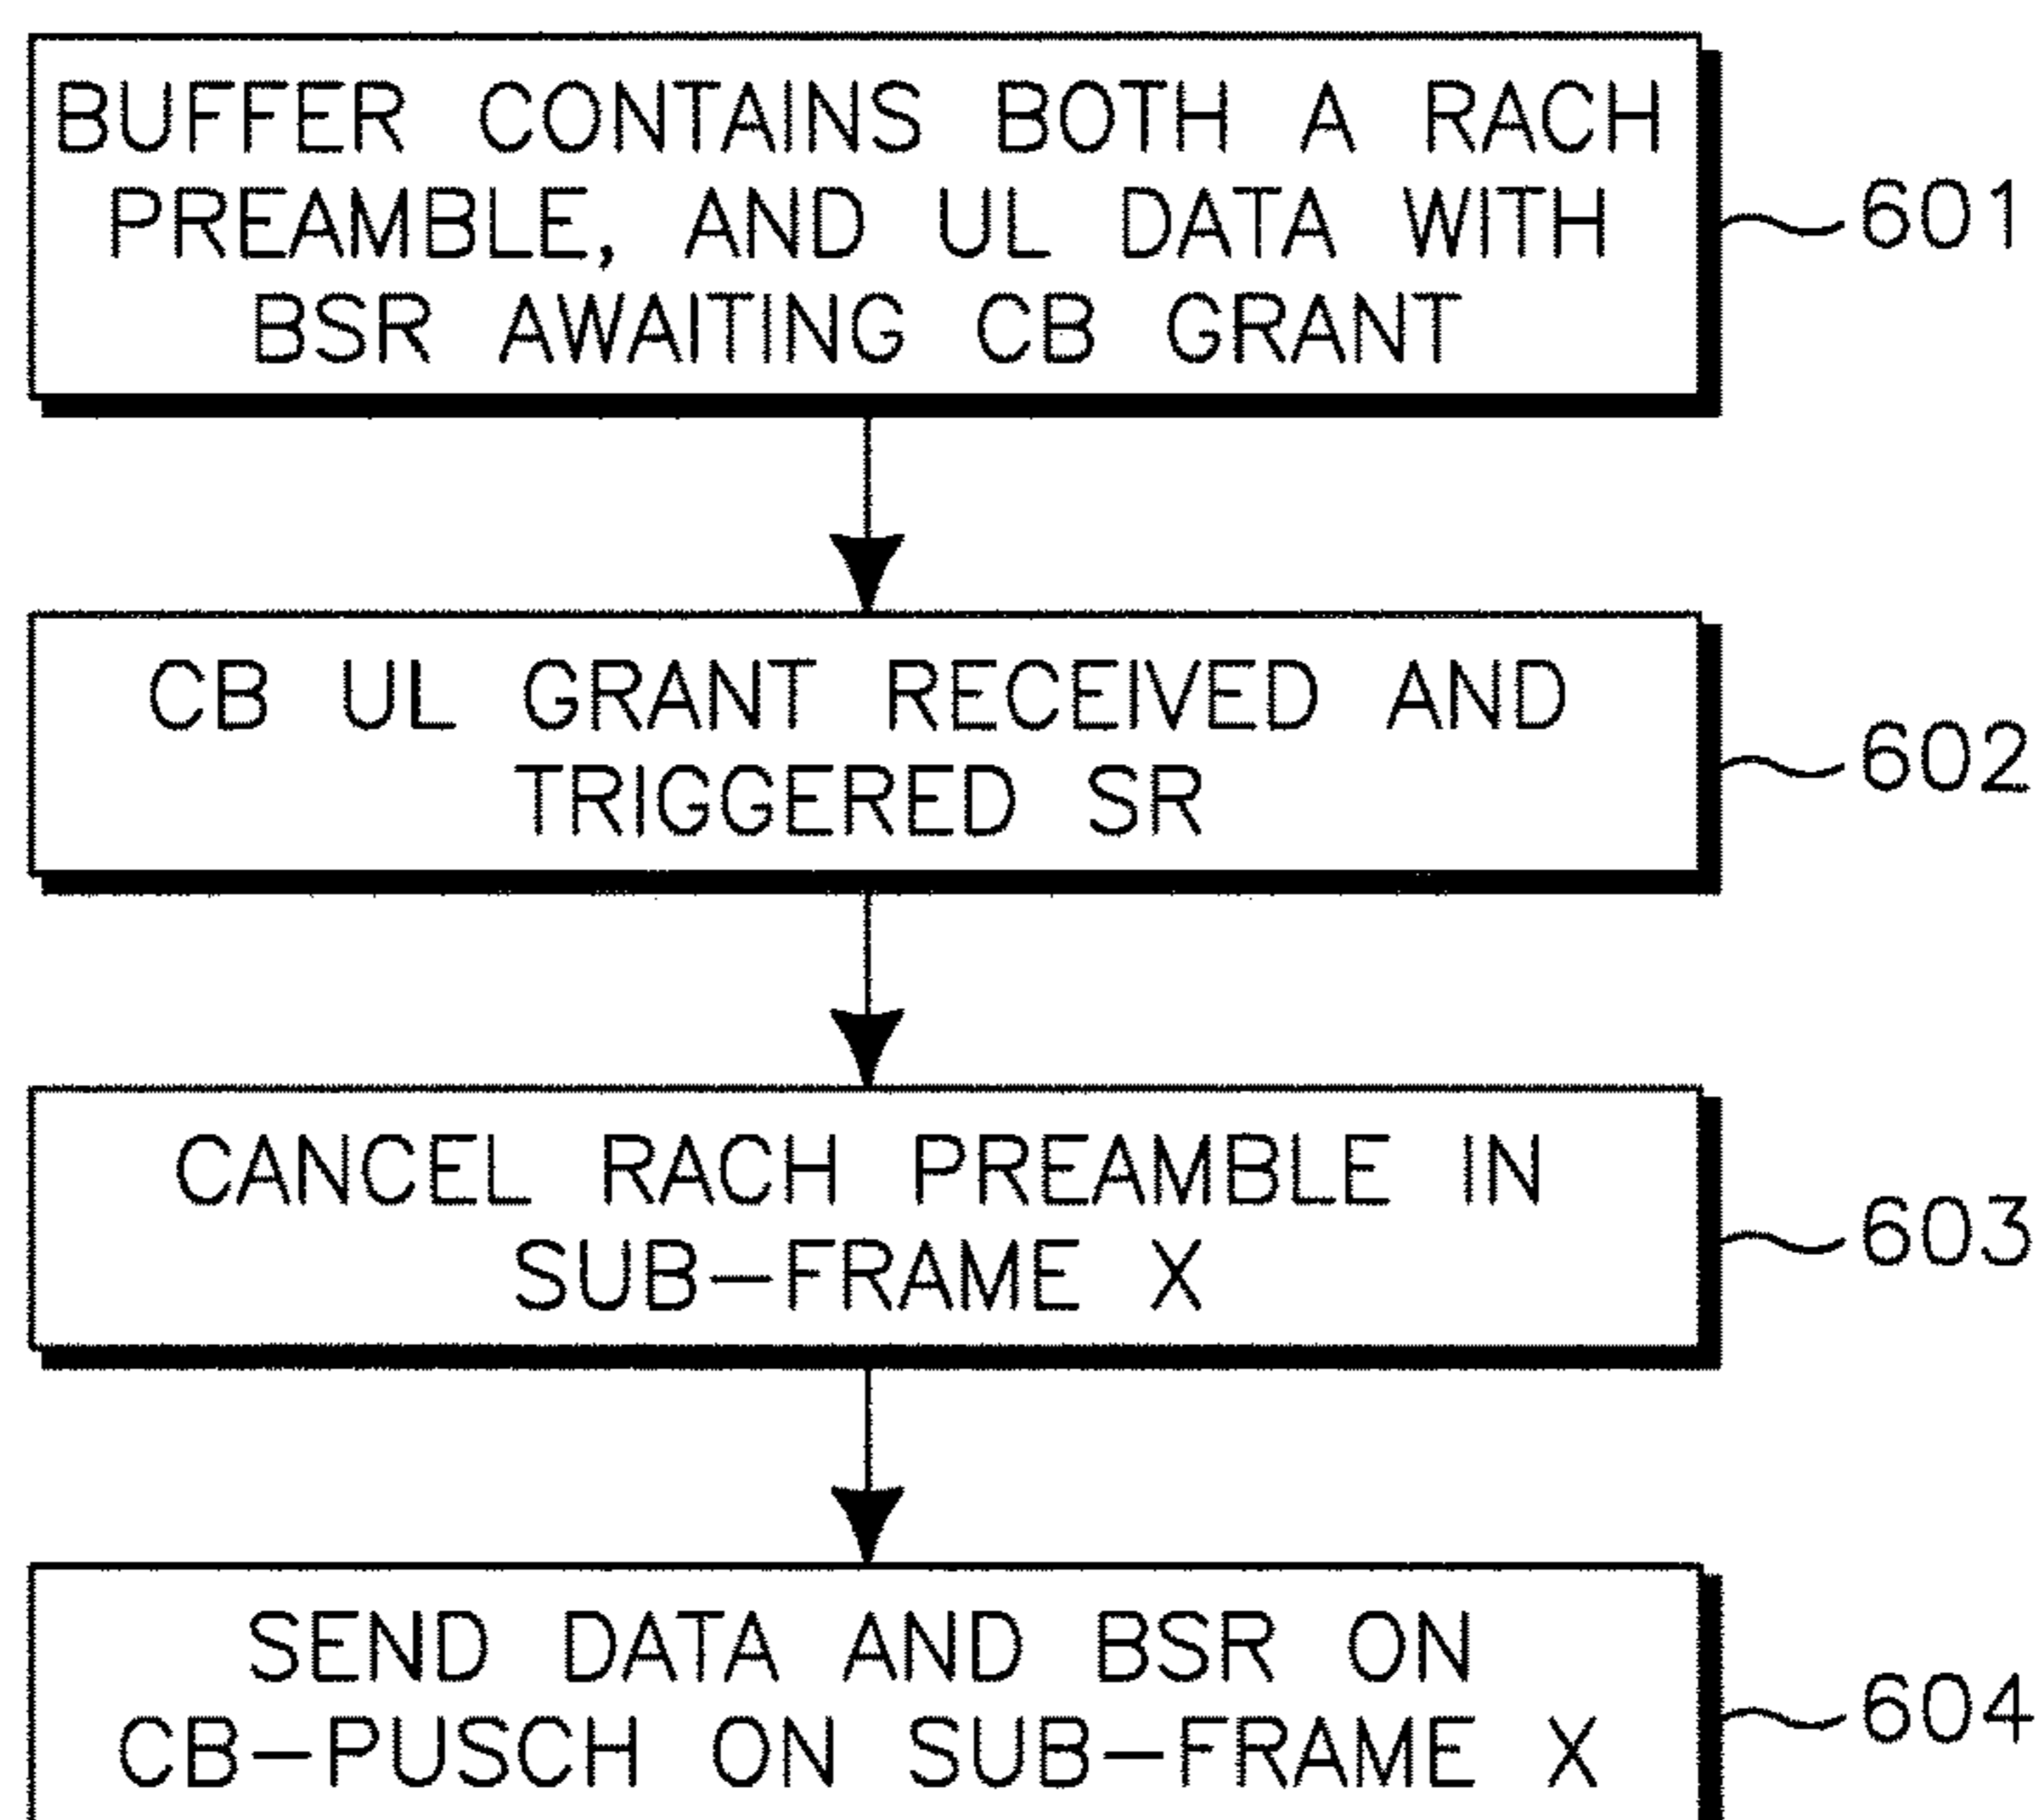 BUFFER CONTAINS BOTH A RACH
PREAMBLE, AND UL DATA WITH
BSR AWAITING CB GRANT
601
CB UL GRANT RECEIVED AND
TRIGGERED SR
602
CANCEL RACH PREAMBLE IN
SUB-FRAME X
603
SEND DATA AND BSR ON
CB-PUSCH ON SUB-FRAME X
604